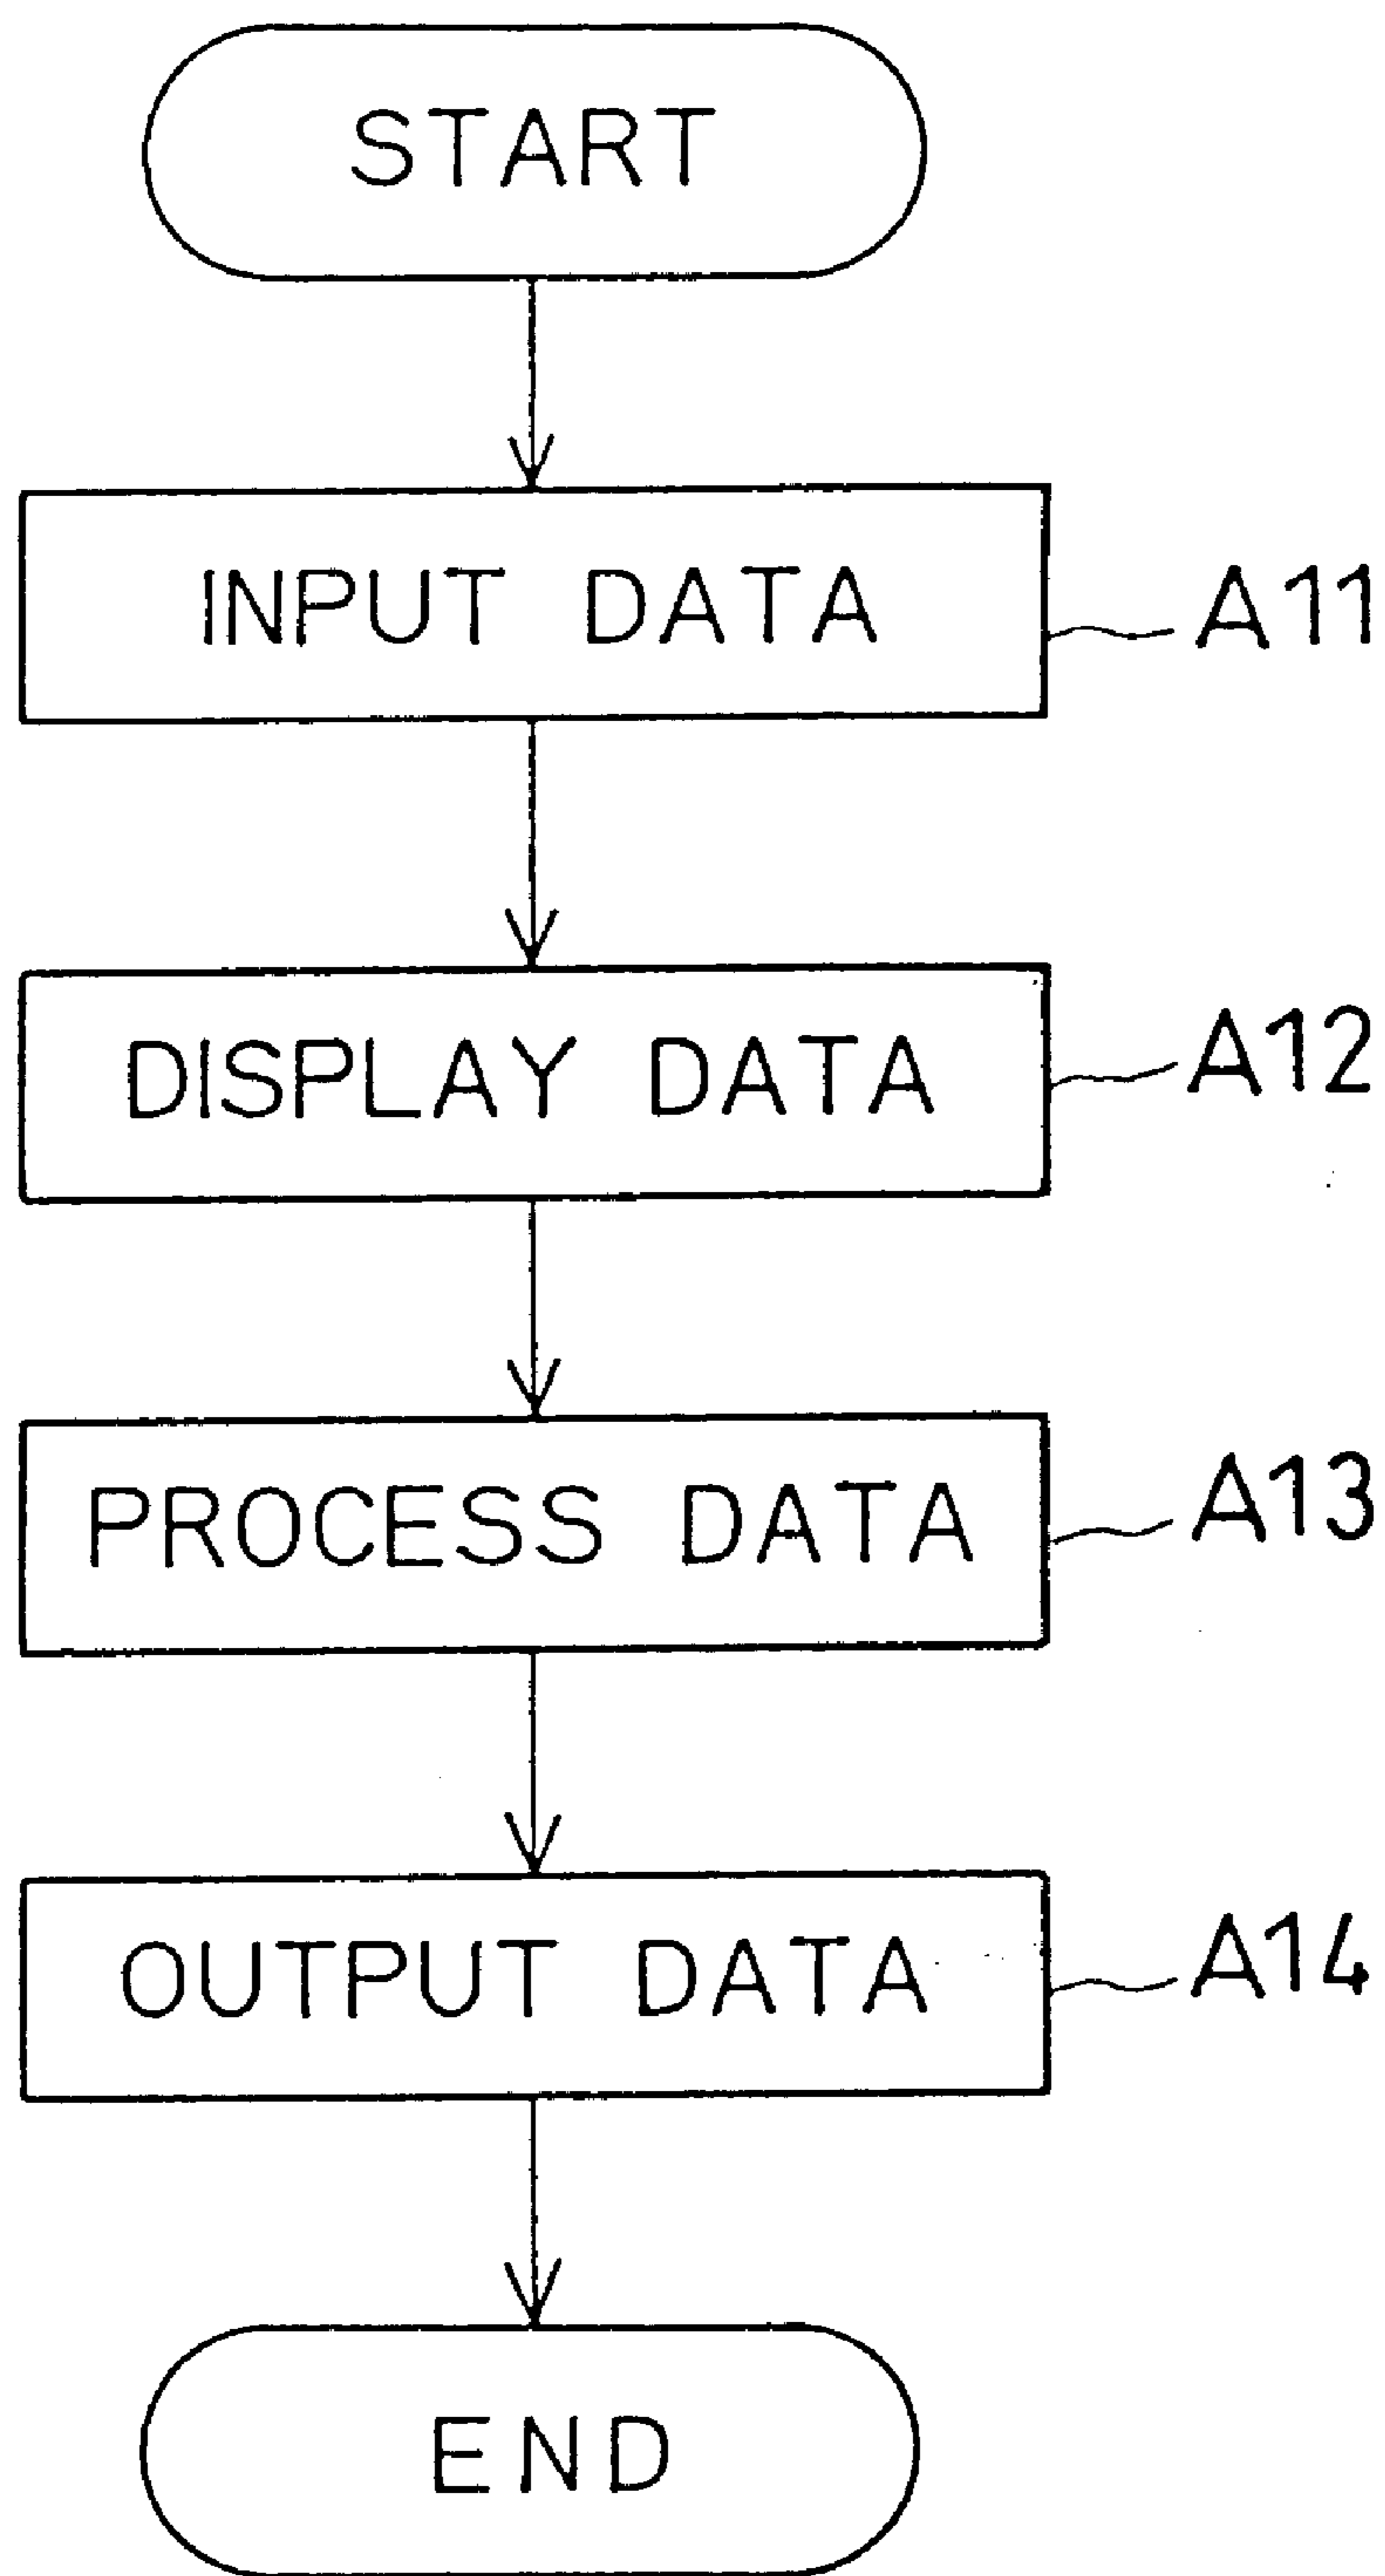 START
INPUT DATA
A11
DISPLAY DATA
A12
PROCESS DATA
A13
OUTPUT DATA
A14
END